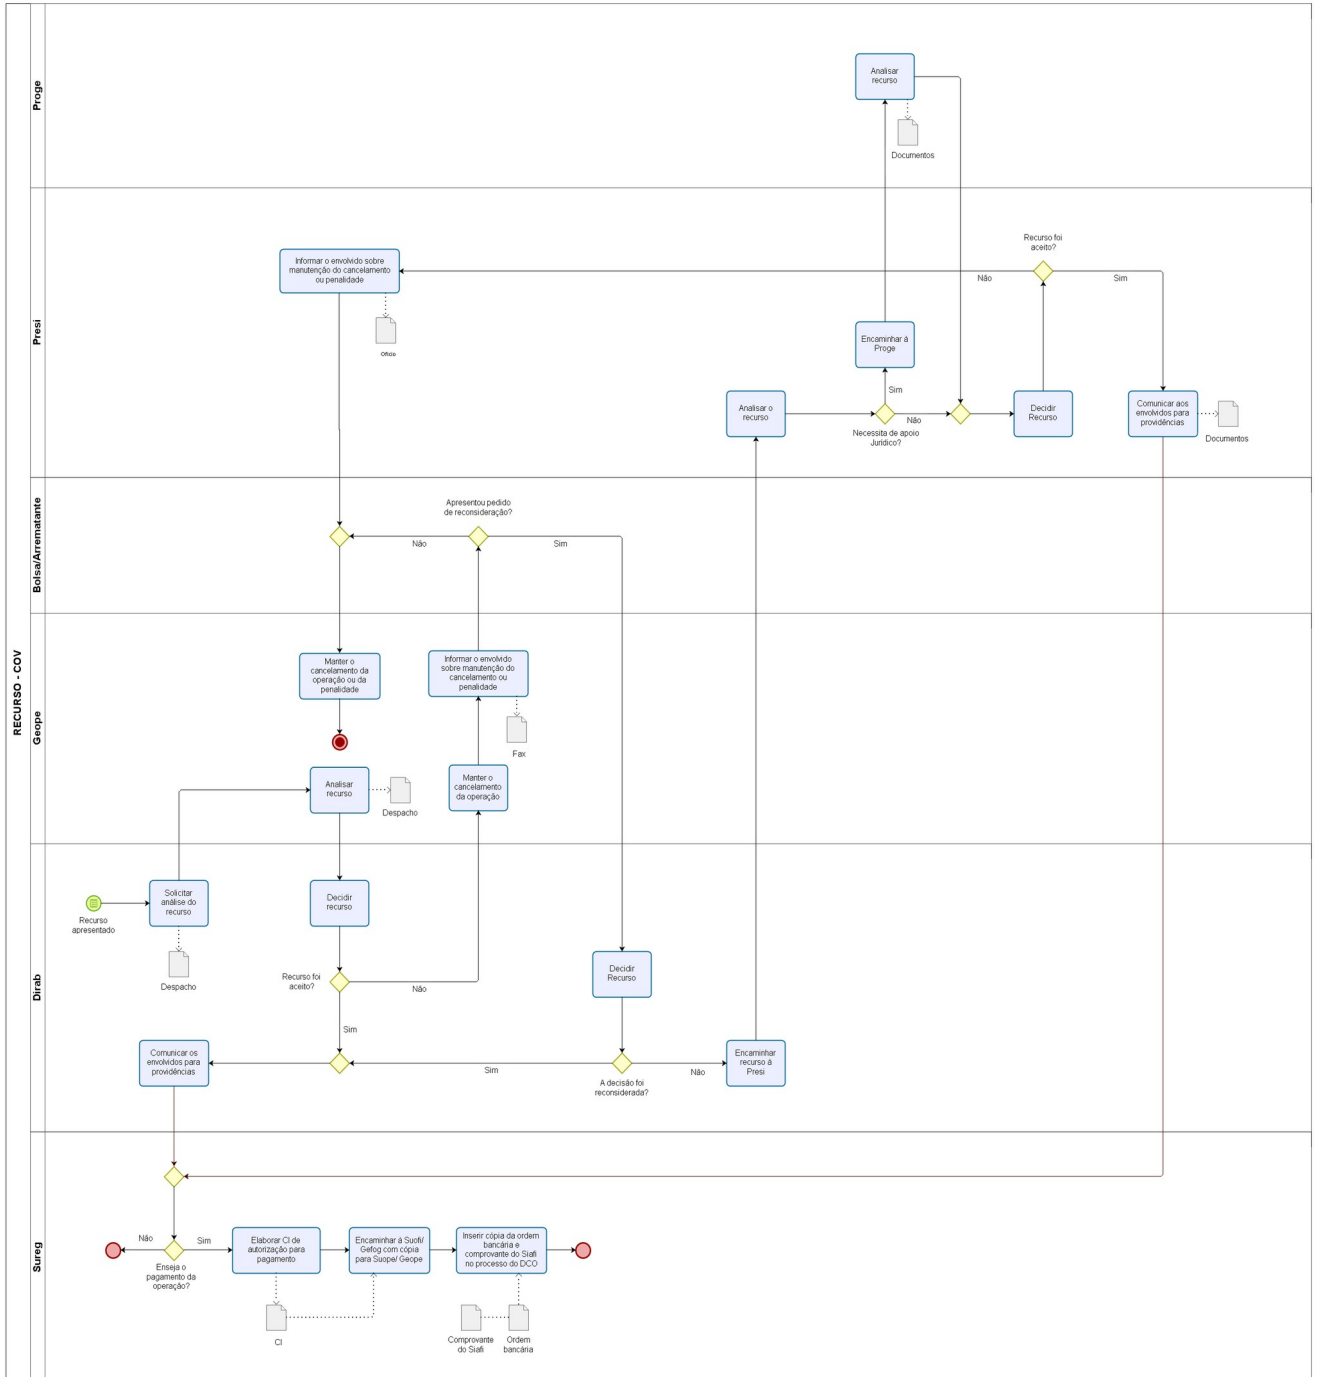 RECURSO - COV
Proge
Analisar
recurso
Documentos
Presi
Informar o envolvido sobre
manutenção do cancelamento
ou penalidade
Ofício
Recurso foi
aceito?
Não
Sim
Encaminhar à
Proge
Sim
Analisar o
recurso
Necessita de apoio
Jurídico?
Não
Decidir
Recurso
Comunicar aos
envolvidos para
providências
Documentos
Bolsa/Arrematante
Apresentou pedido
de reconsideração?
Não
Sim
Geope
Manter o
cancelamento da
operação ou da
penalidade
Informar o envolvido
sobre manutenção do
cancelamento ou
penalidade
Fax
Analisar
recurso
Despacho
Manter o
cancelamento
da operação
Dirab
Recurso
apresentado
Solicitar
análise do
recurso
Despacho
Decidir
recurso
Recurso foi
aceito?
Não
Sim
Decidir
Recurso
Comunicar os
envolvidos para
providências
Sim
A decisão foi
reconsiderada?
Não
Encaminhar
recurso à
Presi
Sureg
Não
Sim
Enseja o
pagamento da
operação?
Elaborar CI de
autorização para
pagamento
CI
Encaminhar à Suofi/
Gefog com cópia
para Suope/ Geope
Inserir cópia da ordem
bancária e
comprovante do Siafi
no processo do DCO
Comprovante
do Siafi
Ordem
bancária